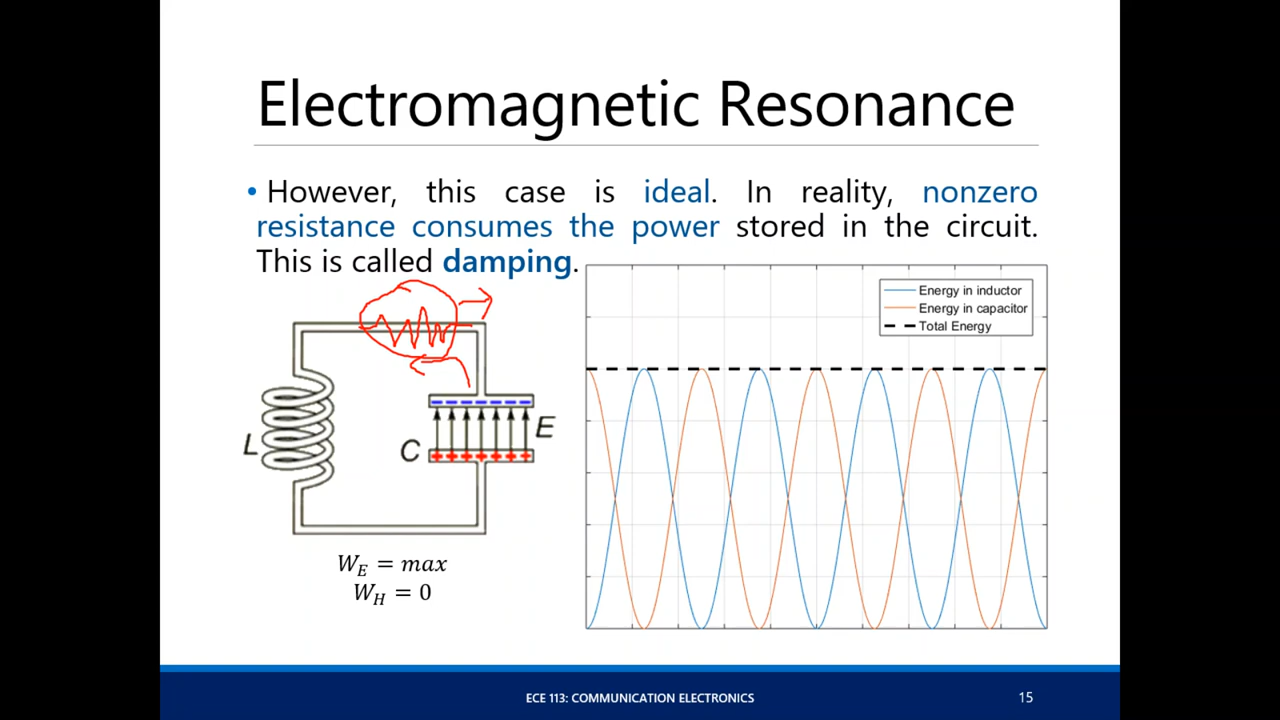 Electromagnetic Resonance
• However, this case is ideal. In reality, nonzero
resistance consumes the power stored in the circuit.
This is called damping.
Energy in inductor
Energy in capacitor
Total Energy
L
C
E
W_E = max
W_H = 0
ECE 113: COMMUNICATION ELECTRONICS
15